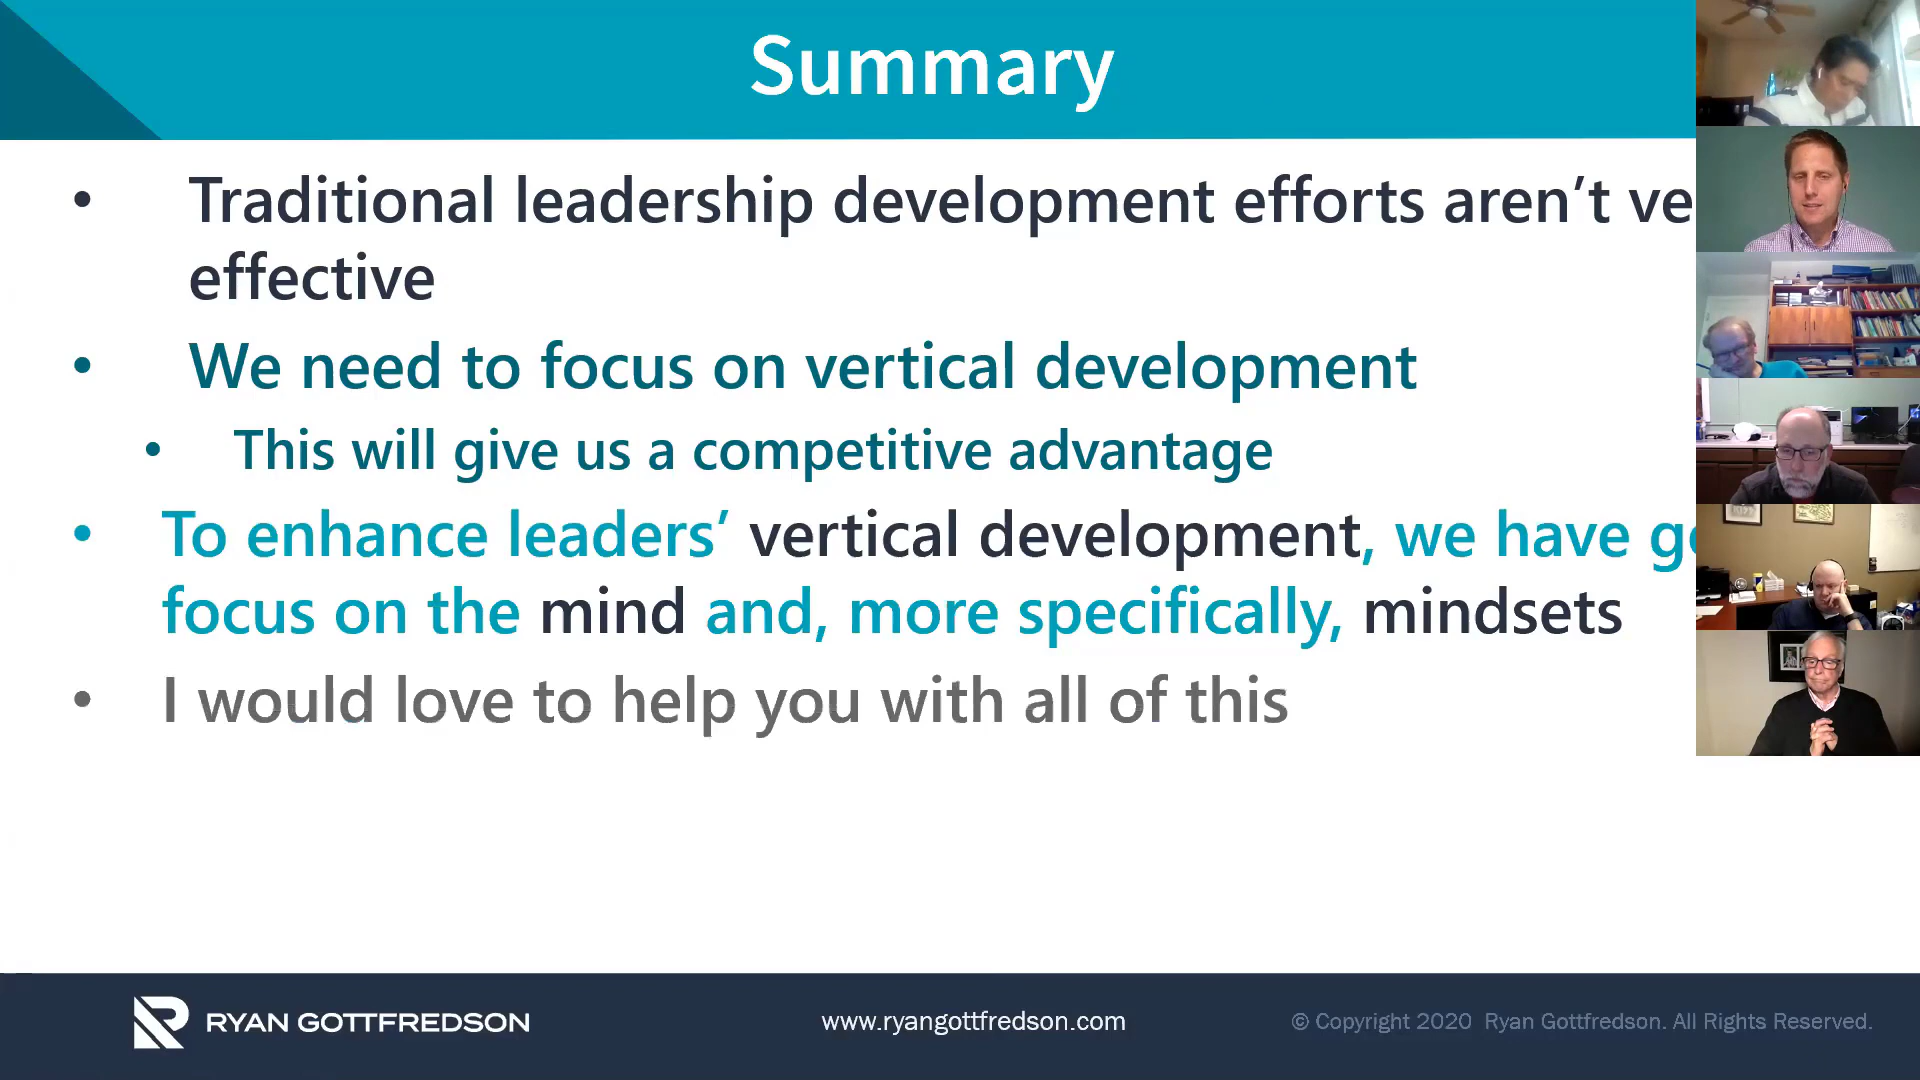 Summary
• Traditional leadership development efforts aren’t
effective
• We need to focus on vertical development
• This will give us a competitive advantage
• To enhance leaders’ vertical development, we have
focus on the mind and, more specifically, mindsets
• I would love to help you with all of this
RYAN GOTTFREDSON
www.ryangottfredson.com
© Copyright 2020 Ryan Gottfredson. All Rights Reserved.